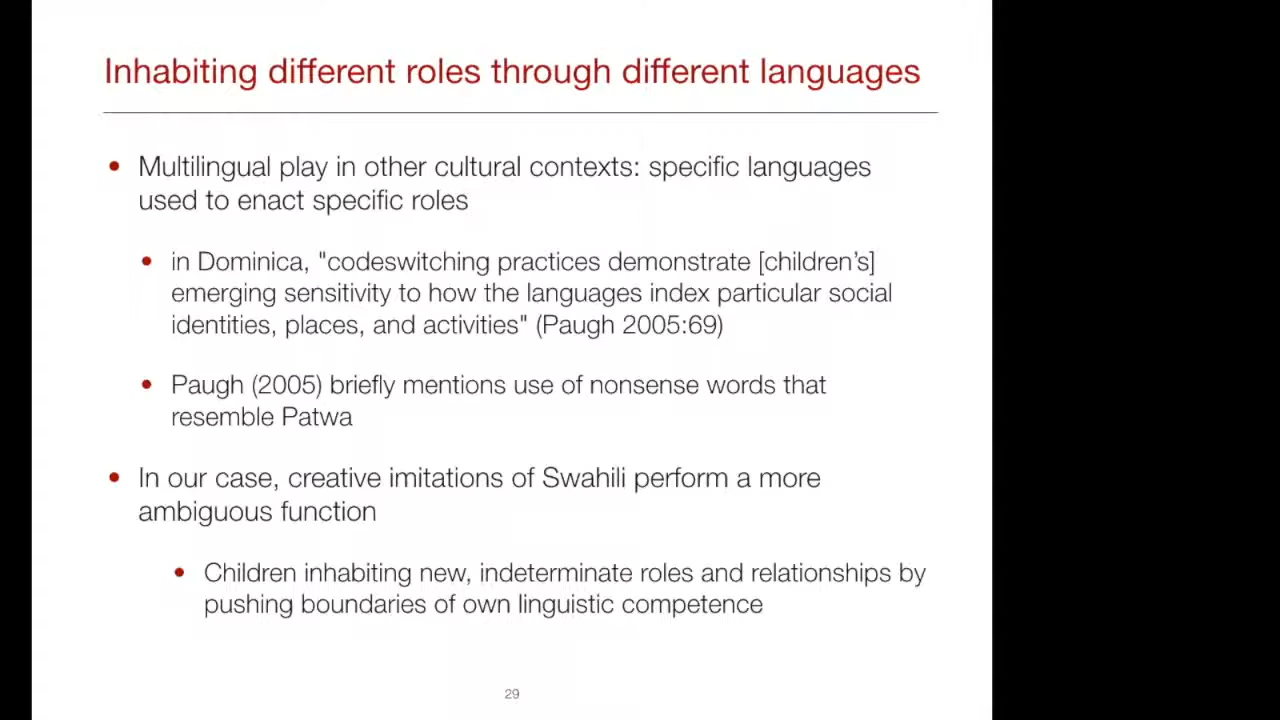 Inhabiting different roles through different languages
• Multilingual play in other cultural contexts: specific languages
used to enact specific roles
• in Dominica, "codeswitching practices demonstrate [children’s]
emerging sensitivity to how the languages index particular social
identities, places, and activities" (Paugh 2005:69)
• Paugh (2005) briefly mentions use of nonsense words that
resemble Patwa
• In our case, creative imitations of Swahili perform a more
ambiguous function
• Children inhabiting new, indeterminate roles and relationships by
pushing boundaries of own linguistic competence
29